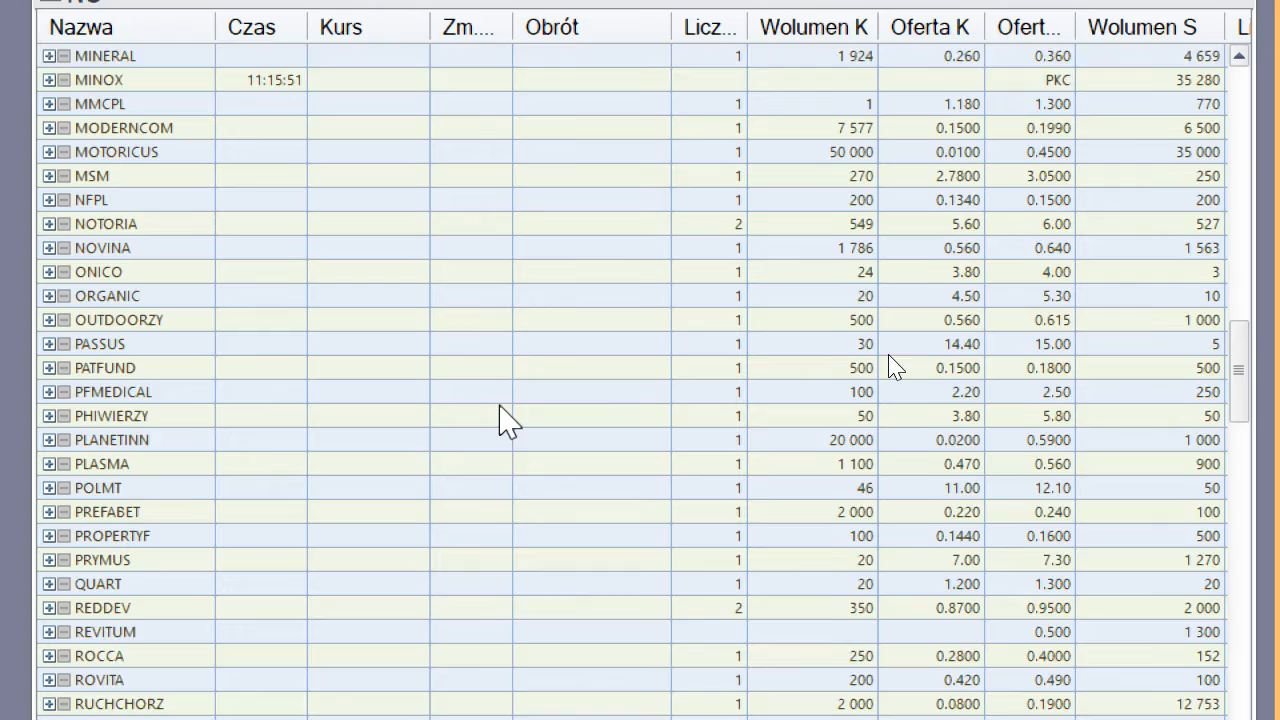 Nazwa Czas Kurs Zm.... Obrót Licz... Wolumen K Oferta K Ofert... Wolumen S
MINERAL 1 1 924 0.260 0.360 4 659
MINOX 11:15:51 PKC 35 280
MMCPL 1 1 1.180 1.300 770
MODERNCOM 1 7 577 0.1500 0.1990 6 500
MOTORICUS 1 50 000 0.0100 0.4500 35 000
MSM 1 270 2.7800 3.0500 250
NFPL 1 200 0.1340 0.1500 200
NOTORIA 2 549 5.60 6.00 527
NOVINA 1 1 786 0.560 0.640 1 563
ONICO 1 24 3.80 4.00 3
ORGANIC 1 20 4.50 5.30 10
OUTDOORZY 1 500 0.560 0.615 1 000
PASSUS 1 30 14.40 15.00 5
PATFUND 1 500 0.1500 0.1800 500
PFMEDICAL 1 100 2.20 2.50 250
PHIWIERZY 1 50 3.80 5.80 50
PLANETINN 1 20 000 0.0200 0.5900 1 000
PLASMA 1 1 100 0.470 0.560 900
POLMT 1 46 11.00 12.10 50
PREFABET 1 2 000 0.220 0.240 100
PROPERTYF 1 100 0.1440 0.1600 500
PRYMUS 1 20 7.00 7.30 1 270
QUART 1 20 1.200 1.300 20
REDDEV 2 350 0.8700 0.9500 2 000
REVITUM 0.500 1 300
ROCCA 1 250 0.2800 0.4000 152
ROVITA 1 200 0.420 0.490 100
RUCHCHORZ 1 2 000 0.0800 0.1900 12 753